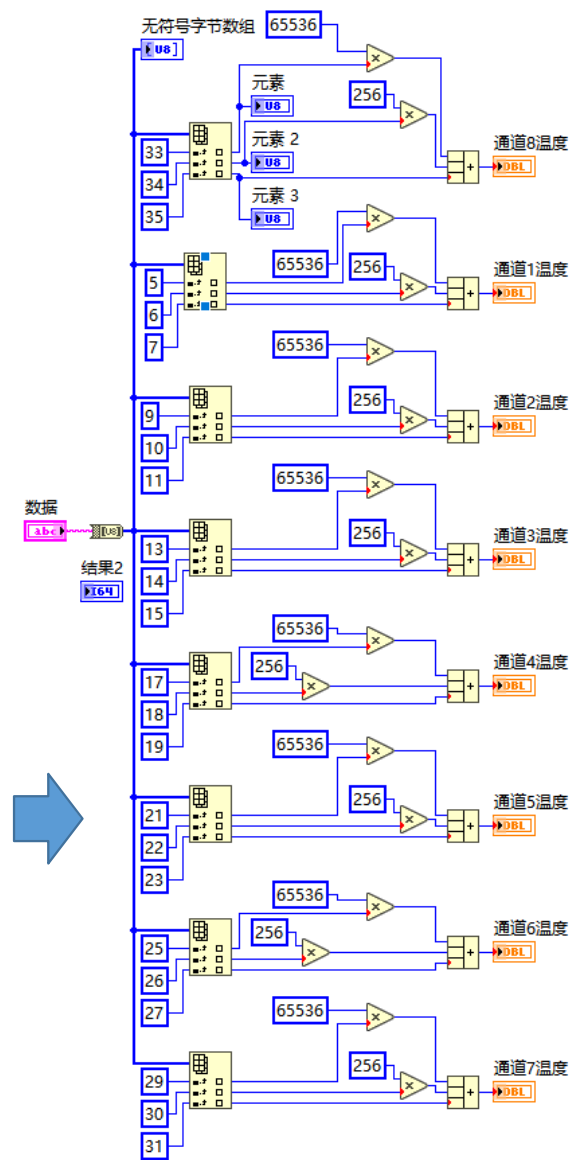 无符号字节数组 65536
U8
×
元素 256
U8 ×
元素 2 通道8温度
33 U8 + DBL
34
35 元素 3
U8
×
65536 256 通道1温度
5 × + DBL
6
7
65536 ×
256 通道2温度
9 × + DBL
10
11
65536 ×
数据 256 通道3温度
abc [U8] 13 × + DBL
结果2 14
I64 15
65536 ×
256 通道4温度
17 × + DBL
18
19
65536 ×
256 通道5温度
21 × + DBL
22
23
65536 ×
256 通道6温度
25 × + DBL
26
27
65536 ×
256 通道7温度
29 × + DBL
30
31